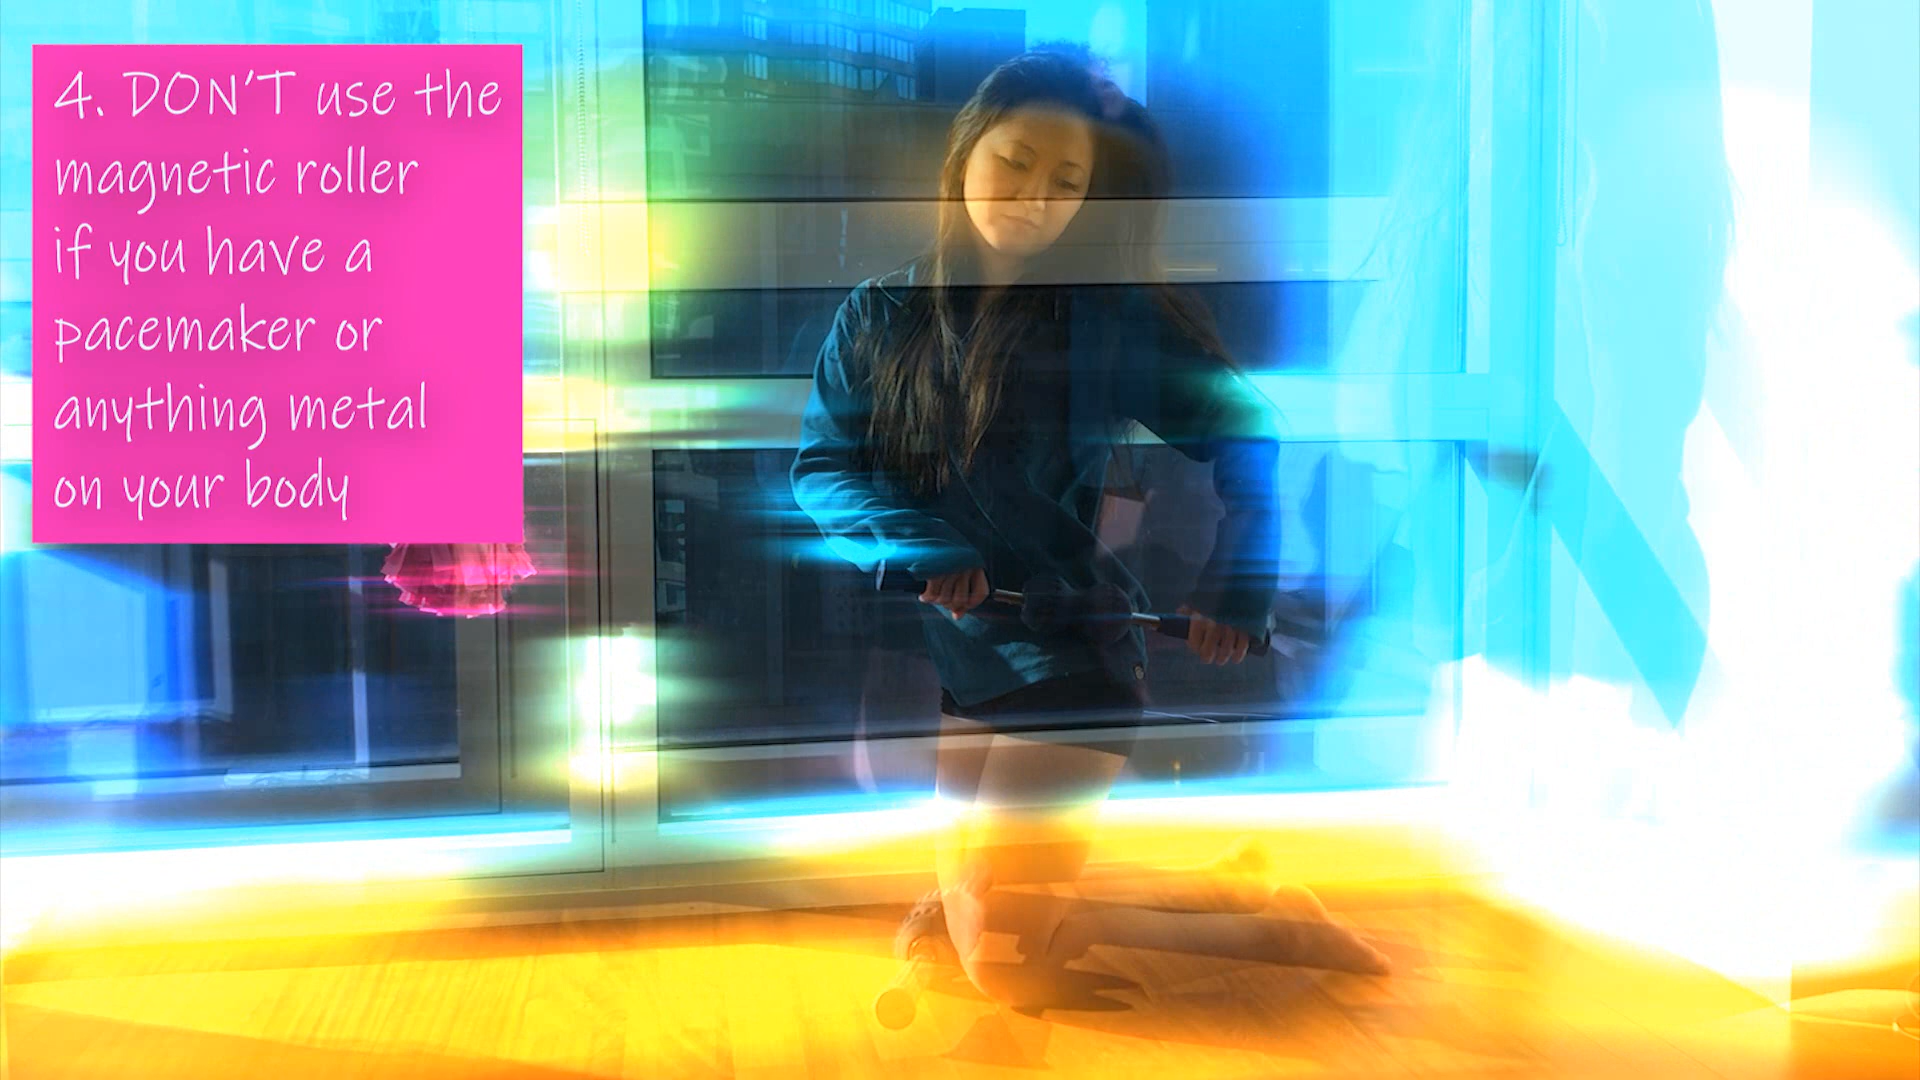 4. DON'T use the
magnetic roller
if you have a
pacemaker or
anything metal
on your body